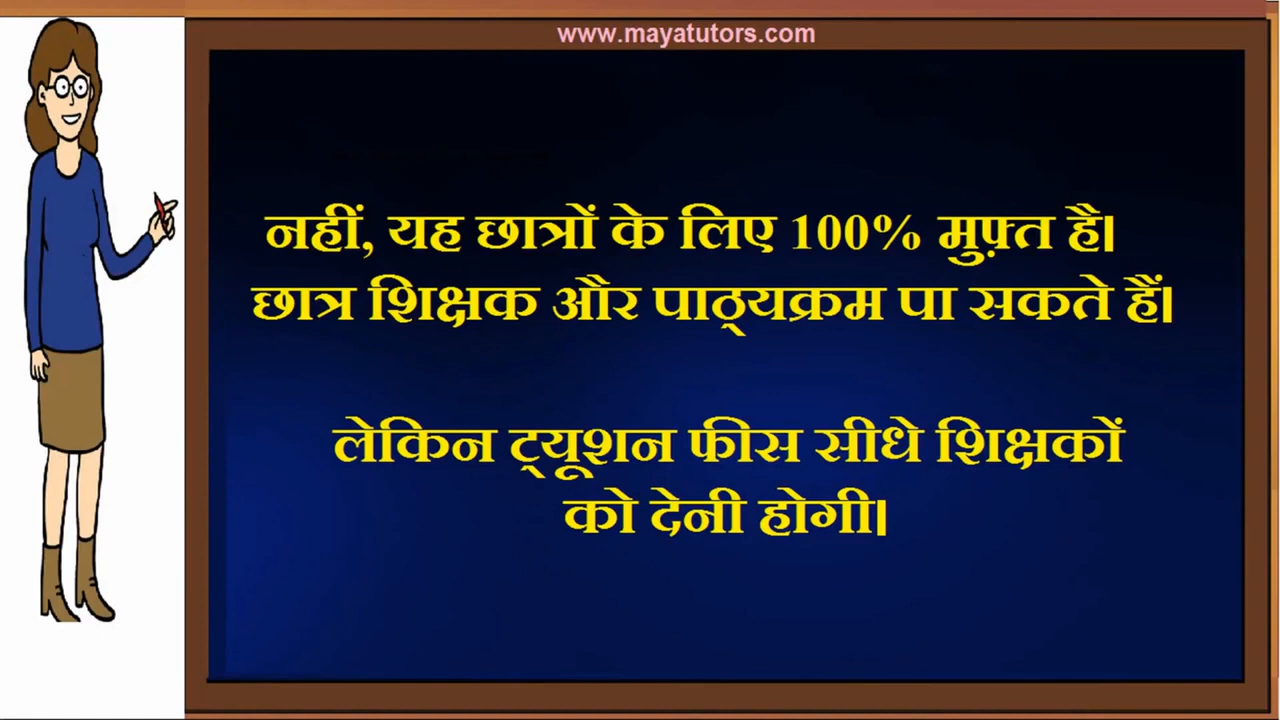 www.mayatutors.com
नहीं, यह छात्रों के लिए 100% मुफ़्त है।
छात्र शिक्षक और पाठ्यक्रम पा सकते हैं।
लेकिन ट्यूशन फीस सीधे शिक्षकों
को देनी होगी।